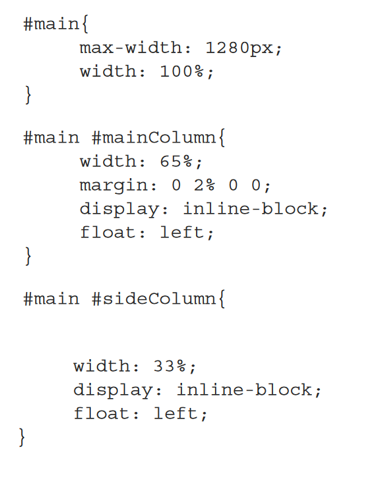 #main{
max-width: 1280px;
width: 100%;
}
#main #mainColumn{
width: 65%;
margin: 0 2% 0 0;
display: inline-block;
float: left;
}
#main #sideColumn{
width: 33%;
display: inline-block;
float: left;
}